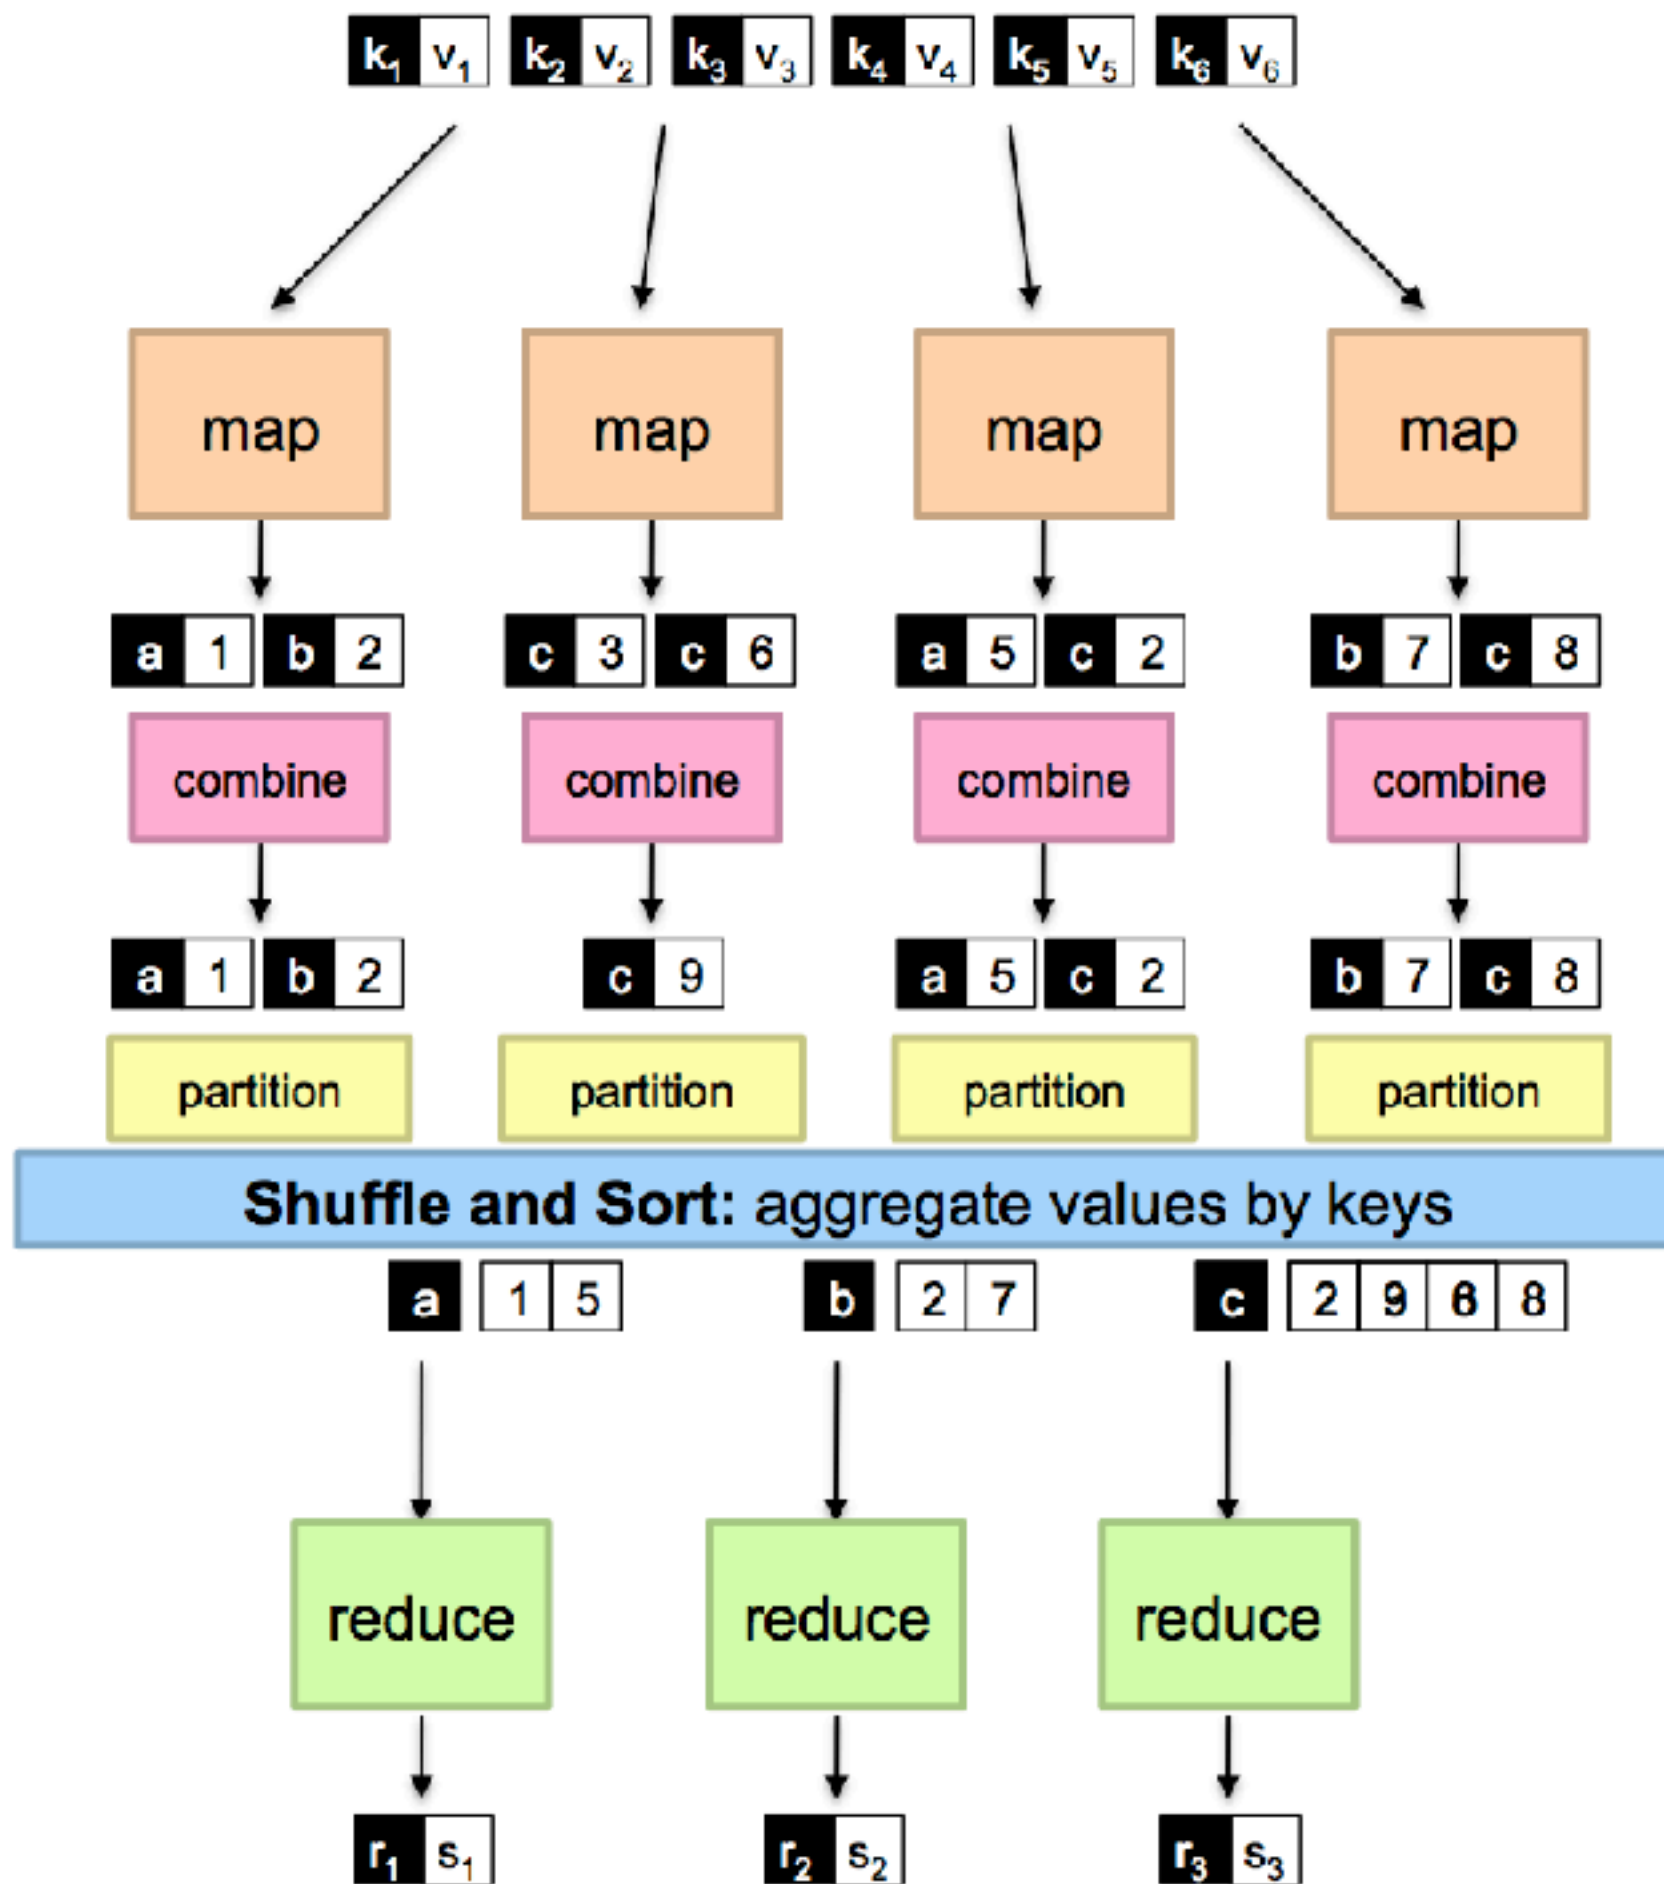 k1 v1 k2 v2 k3 v3 k4 v4 k5 v5 k6 v6
map map map map
a 1 b 2 c 3 c 6 a 5 c 2 b 7 c 8
combine combine combine combine
a 1 b 2 c 9 a 5 c 2 b 7 c 8
partition partition partition partition
Shuffle and Sort: aggregate values by keys
a 1 5 b 2 7 c 2 9 8
reduce reduce reduce
r1 s1 r2 s2 r3 s3